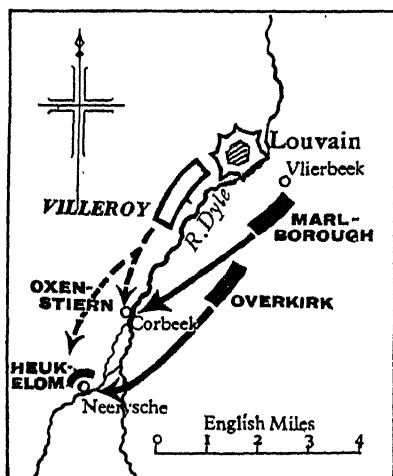 Louvain
Vlierbeek
VILLEROY
R. Dyle
MARL-
BOROUGH
OXEN-
STIERN
OVERKIRK
Corbeek
HEUK-
ELOM
Neerysche
English Miles
0 1 2 3 4